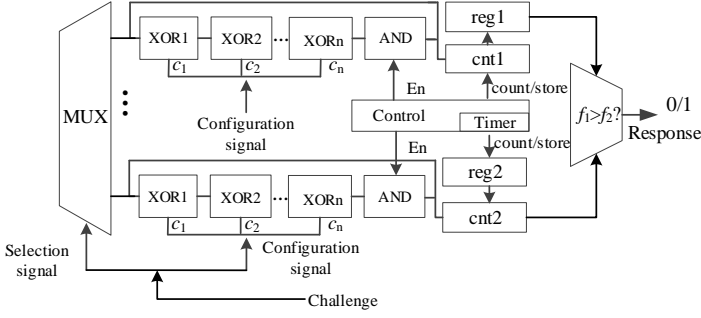 XOR1 XOR2 ... XORn AND reg1
cnt1
c1 c2 cn
En count/store
MUX
Configuration signal
Control
Timer
f1>f2?
0/1
Response
En count/store
reg2
XOR1 XOR2 ... XORn AND
cnt2
c1 c2 cn
Selection signal
Configuration signal
Challenge